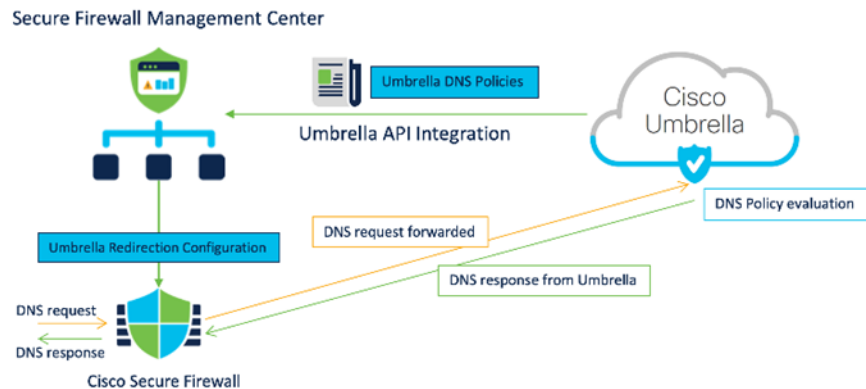 Secure Firewall Management Center
Umbrella DNS Policies
Umbrella API Integration
Cisco
Umbrella
DNS Policy evaluation
Umbrella Redirection Configuration
DNS request forwarded
DNS response from Umbrella
DNS request
DNS response
Cisco Secure Firewall